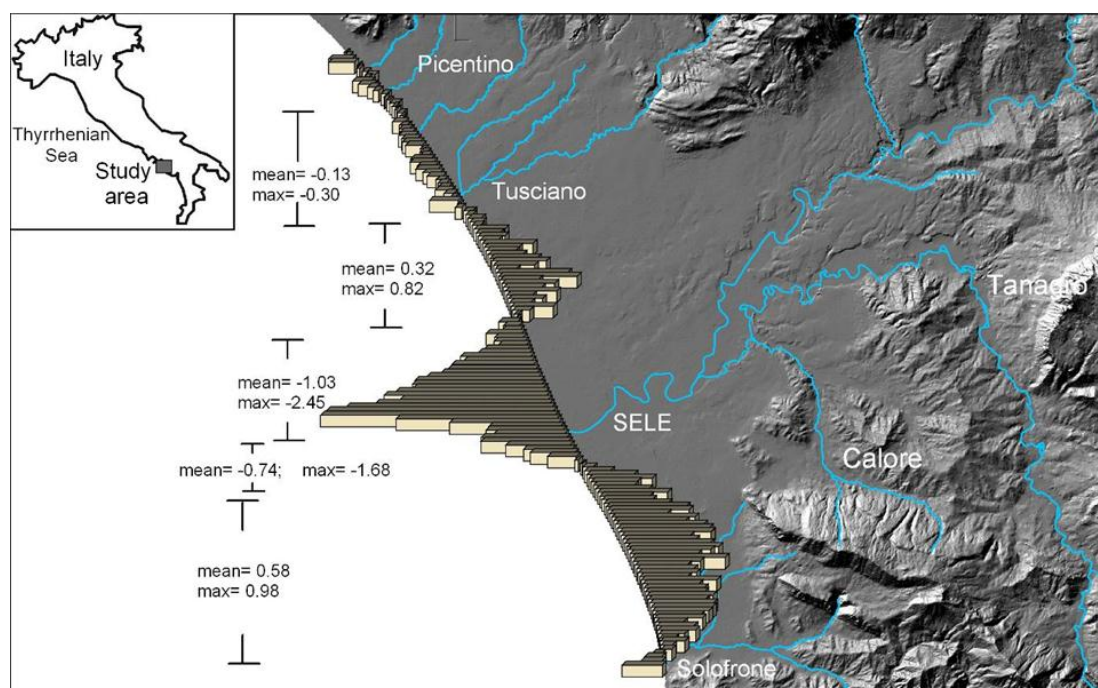 Italy
Thyrrhenian
Sea
Study
area
Picentino
mean= -0.13
max= -0.30
Tusciano
mean= 0.32
max= 0.82
Tanagro
mean= -1.03
max= -2.45
SELE
mean= -0.74; max= -1.68
Calore
mean= 0.58
max= 0.98
Solofrone